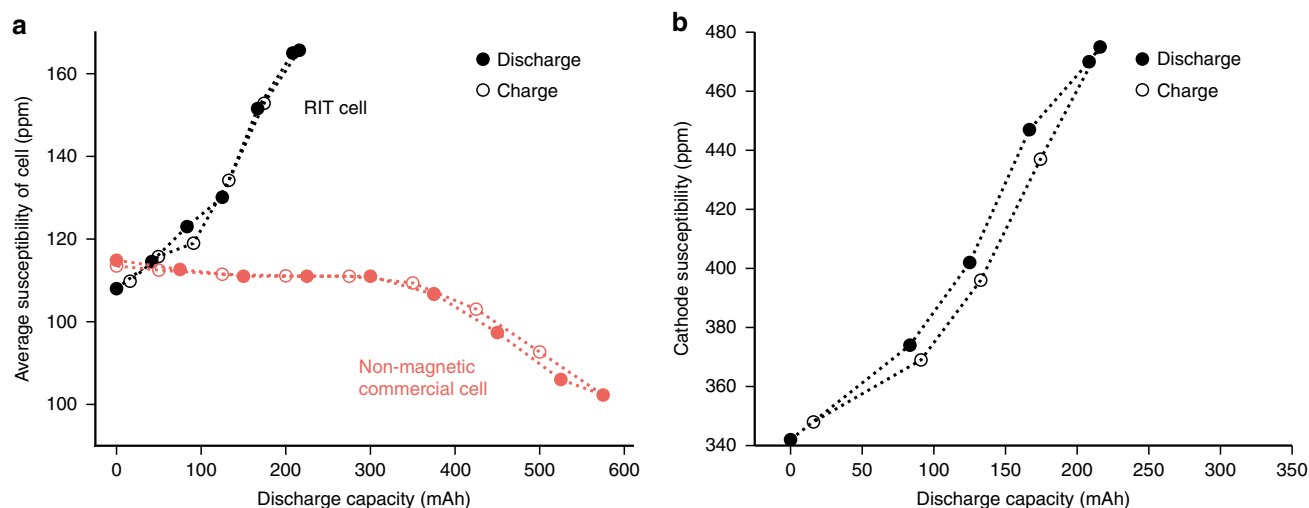 a
Average susceptibility of cell (ppm)
160
140
120
100
100
0 100 200 300 400 500 600
Discharge capacity (mAh)
Discharge
Charge
RIT cell
Non-magnetic
commercial cell
b
Cathode susceptibility (ppm)
480
460
440
420
400
380
360
340
0 50 100 150 200 250 300 350
Discharge capacity (mAh)
Discharge
Charge